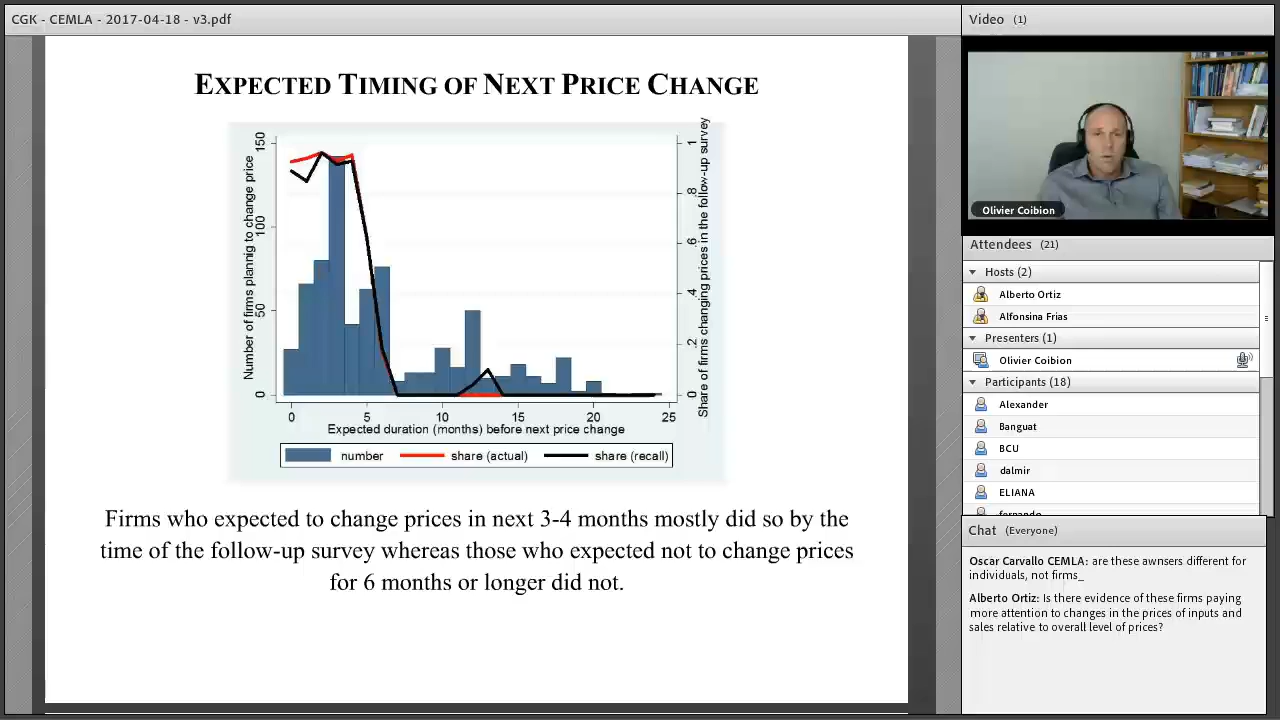 CGK - CEMLA - 2017-04-18 - v3.pdf
EXPECTED TIMING OF NEXT PRICE CHANGE
Number of firms plannig to change price
0 50 100 150
Share of firms changing prices in the follow-up survey
0 .2 .4 .6 .8 1
0 5 10 15 20 25
Expected duration (months) before next price change
number share (actual) share (recall)
Firms who expected to change prices in next 3-4 months mostly did so by the
time of the follow-up survey whereas those who expected not to change prices
for 6 months or longer did not.
Video (1)
Olivier Coibion
Attendees (21)
Hosts (2)
Alberto Ortiz
Alfonsina Frias
Presenters (1)
Olivier Coibion
Participants (18)
Alexander
Banguat
BCU
dalmir
ELIANA
Chat (Everyone)
Oscar Carvallo CEMLA: are these awnsers different for
individuals, not firms_
Alberto Ortiz: Is there evidence of these firms paying
more attention to changes in the prices of inputs and
sales relative to overall level of prices?